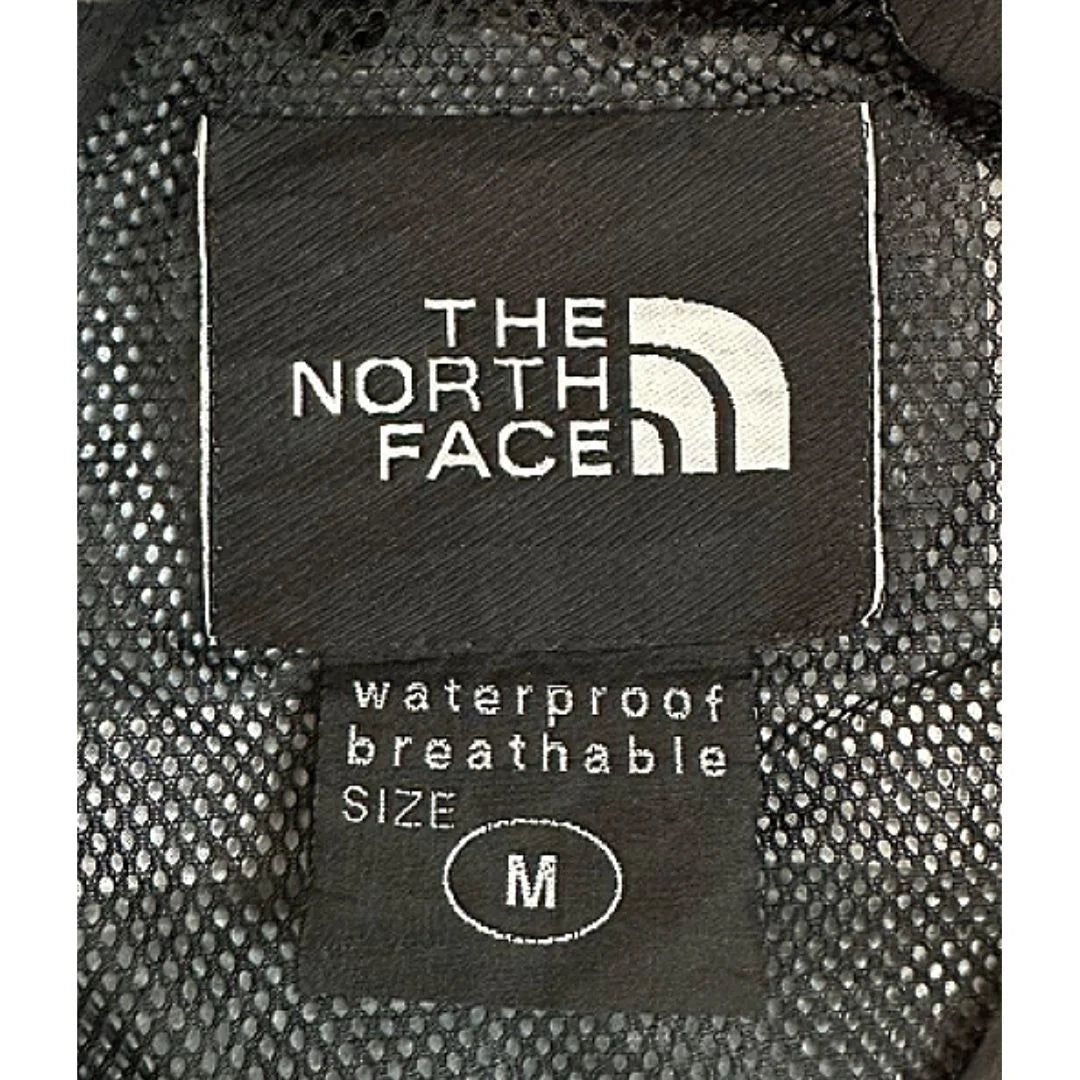 THE
NORTH
FACE
waterproof
breathable
SIZE
M